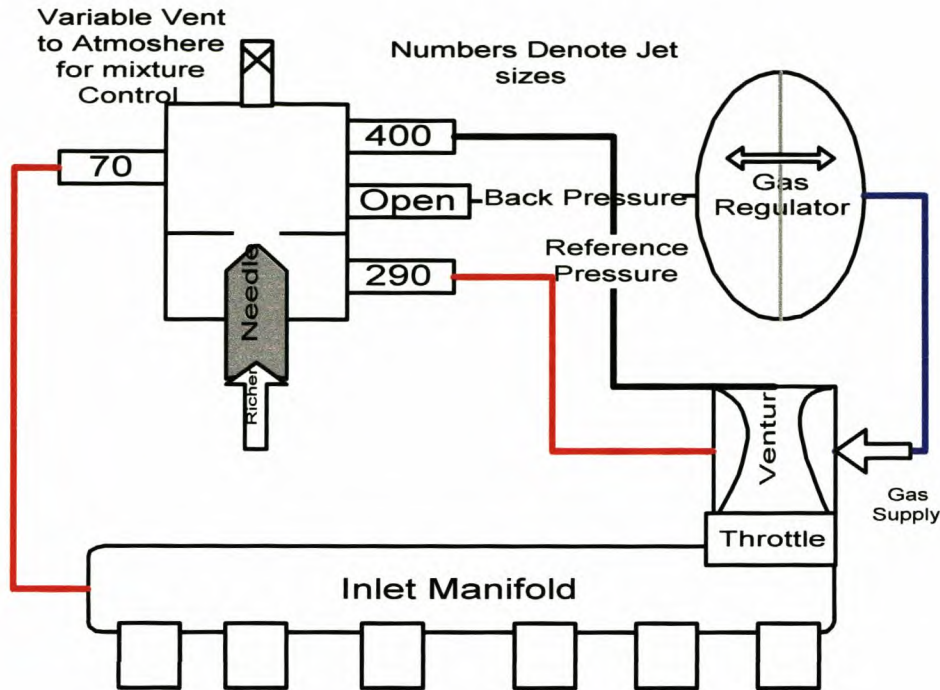 Variable Vent
to Atmoshere
for mixture
Control
Numbers Denote Jet
sizes
400
70
Open
Back Pressure
Gas
Regulator
Reference
Pressure
290
Needle
Richer
Ventur
Gas
Supply
Throttle
Inlet Manifold